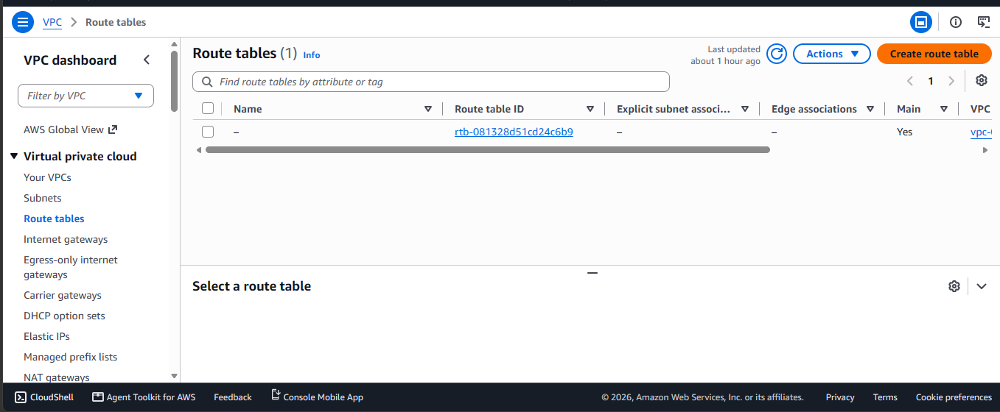 VPC > Route tables
VPC dashboard
Filter by VPC
AWS Global View
Virtual private cloud
Your VPCs
Subnets
Route tables
Internet gateways
Egress-only internet
gateways
Carrier gateways
DHCP option sets
Elastic IPs
Managed prefix lists
NAT gateways
Route tables (1) Info
Last updated
about 1 hour ago
Actions
Create route table
Find route tables by attribute or tag
1
Name Route table ID Explicit subnet associ... Edge associations Main VPC
– rtb-081328d51cd24c6b9 – – Yes vpc-
Select a route table
CloudShell Agent Toolkit for AWS Feedback Console Mobile App © 2026, Amazon Web Services, Inc. or its affiliates. Privacy Terms Cookie preferences